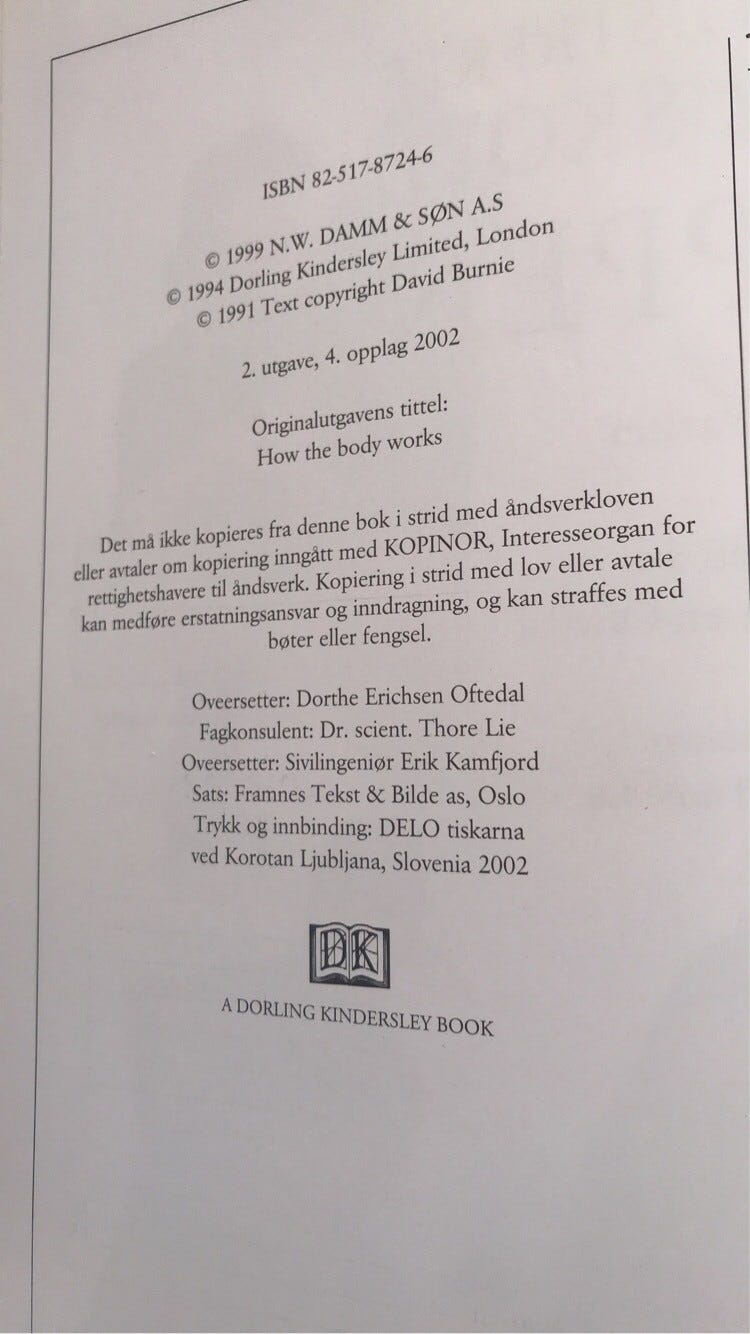 ISBN 82-517-8724-6
© 1999 N.W. DAMM & SØN A.S
© 1994 Dorling Kindersley Limited, London
© 1991 Text copyright David Burnie
2. utgave, 4. opplag 2002
Originalutgavens tittel:
How the body works
Det må ikke kopieres fra denne bok i strid med åndsverkloven
eller avtaler om kopiering inngått med KOPINOR, Interesseorgan for
rettighetshavere til åndsverk. Kopiering i strid med lov eller avtale
kan medføre erstatningsansvar og inndragning, og kan straffes med
bøter eller fengsel.
Oveersetter: Dorthe Erichsen Oftedal
Fagkonsulent: Dr. scient. Thore Lie
Oveersetter: Sivilingeniør Erik Kamfjord
Sats: Framnes Tekst & Bilde as, Oslo
Trykk og innbinding: DELO tiskarna
ved Korotan Ljubljana, Slovenia 2002
DK
A DORLING KINDERSLEY BOOK